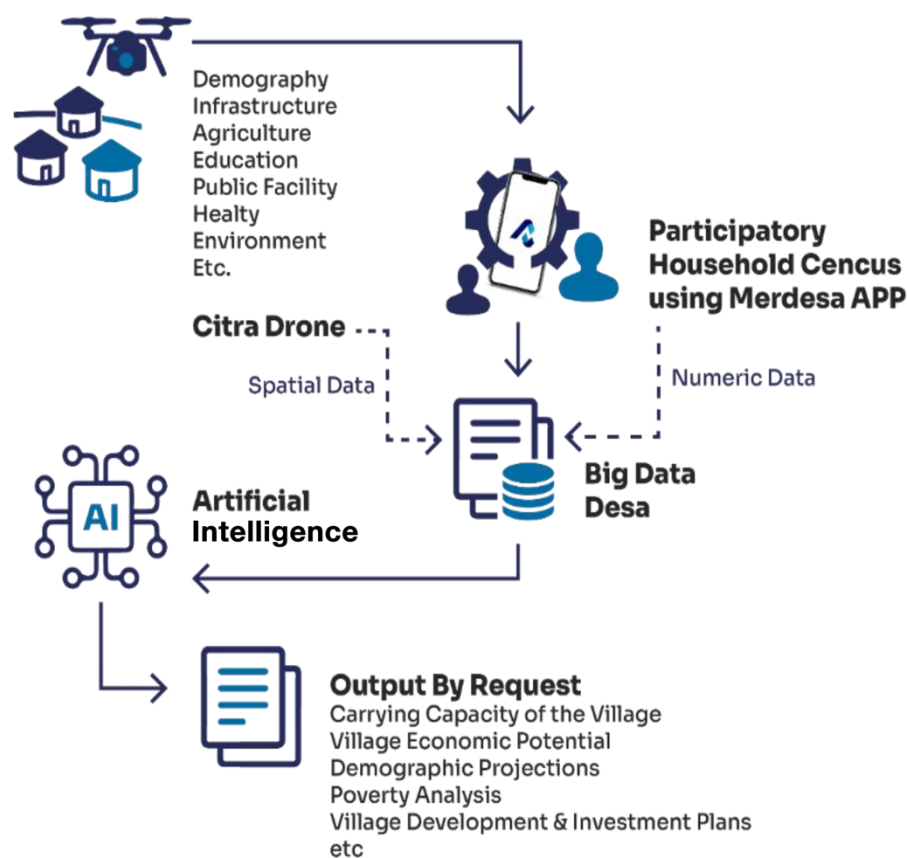 Demography
Infrastructure
Agriculture
Education
Public Facility
Healty
Environment
Etc.
Participatory
Household Cencus
using Merdesa APP
Citra Drone
Spatial Data
Numeric Data
Big Data
Desa
AI
Artificial
Intelligence
Output By Request
Carrying Capacity of the Village
Village Economic Potential
Demographic Projections
Poverty Analysis
Village Development & Investment Plans
etc